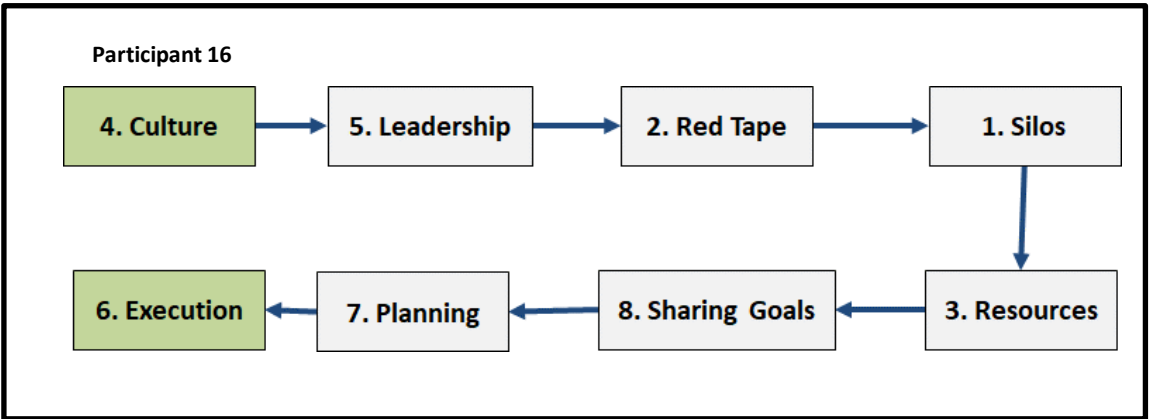 Participant 16
4. Culture
5. Leadership
2. Red Tape
1. Silos
6. Execution
7. Planning
8. Sharing Goals
3. Resources